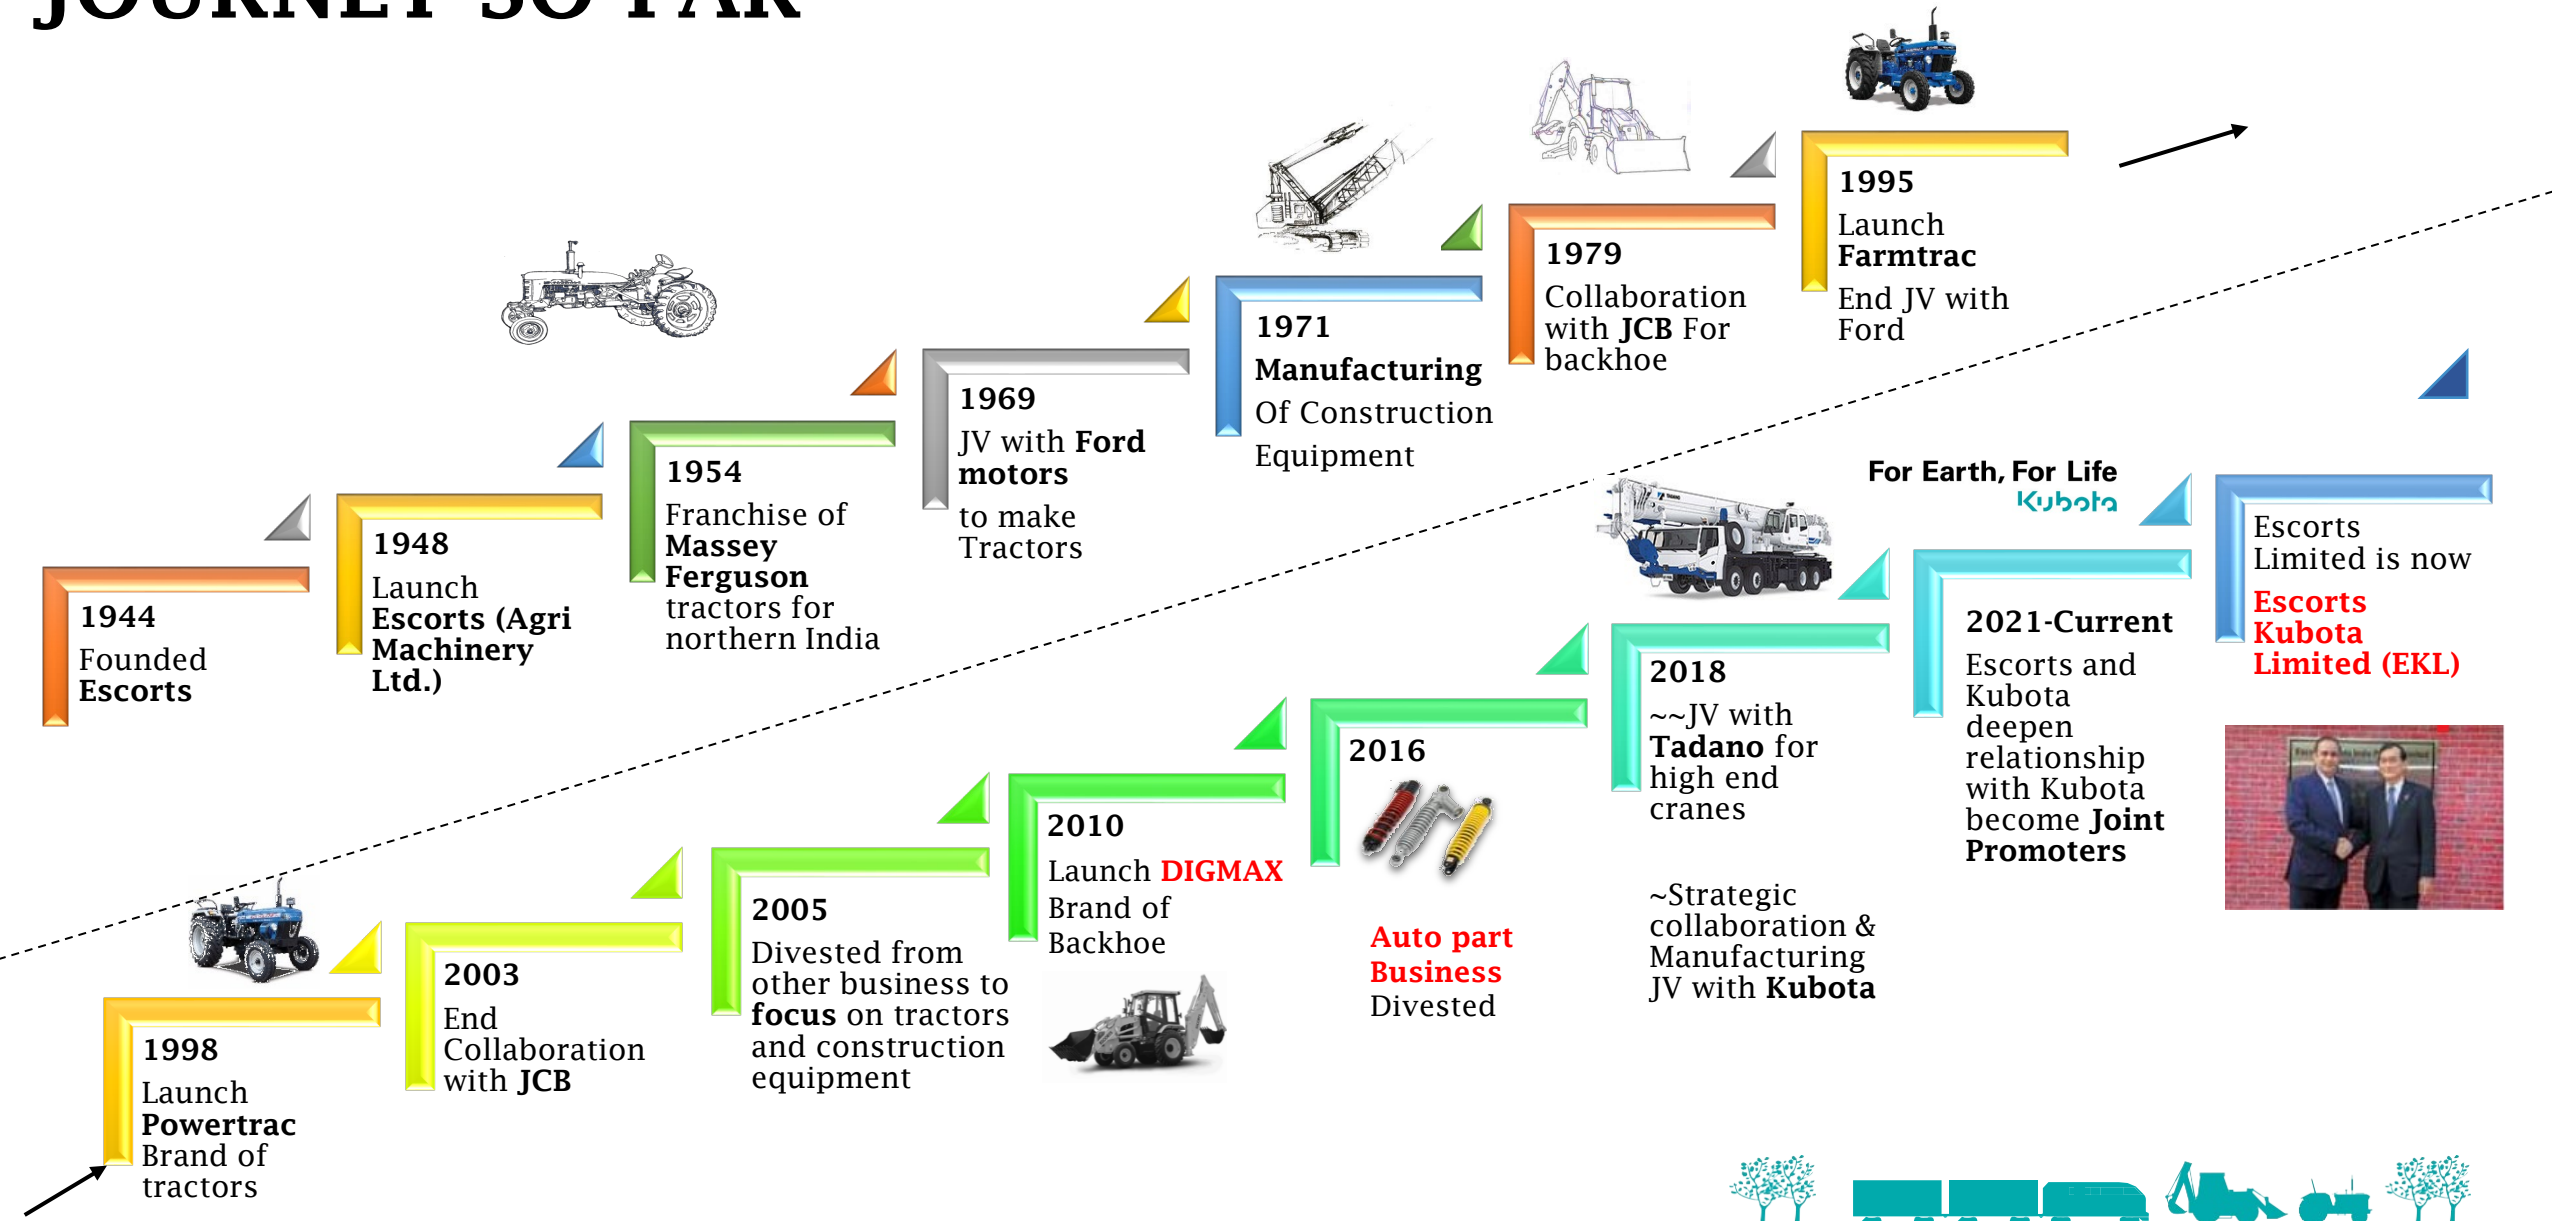 JOURNEY SO FAR
1944
Founded
Escorts
1948
Launch
Escorts (Agri
Machinery
Ltd.)
1954
Franchise of
Massey
Ferguson
tractors for
northern India
1969
JV with Ford
motors
to make
Tractors
1971
Manufacturing
Of Construction
Equipment
1979
Collaboration
with JCB For
backhoe
1995
Launch
Farmtrac
End JV with
Ford
1998
Launch
Powertrac
Brand of
tractors
2003
End
Collaboration
with JCB
2005
Divested from
other business to
focus on tractors
and construction
equipment
2010
Launch DIGMAX
Brand of
Backhoe
2016
Auto part
Business
Divested
2018
~~JV with
Tadano for
high end
cranes
~Strategic
collaboration &
Manufacturing
JV with Kubota
For Earth, For Life
Kubota
2021-Current
Escorts and
Kubota
deepen
relationship
with Kubota
become Joint
Promoters
Escorts
Limited is now
Escorts
Kubota
Limited (EKL)